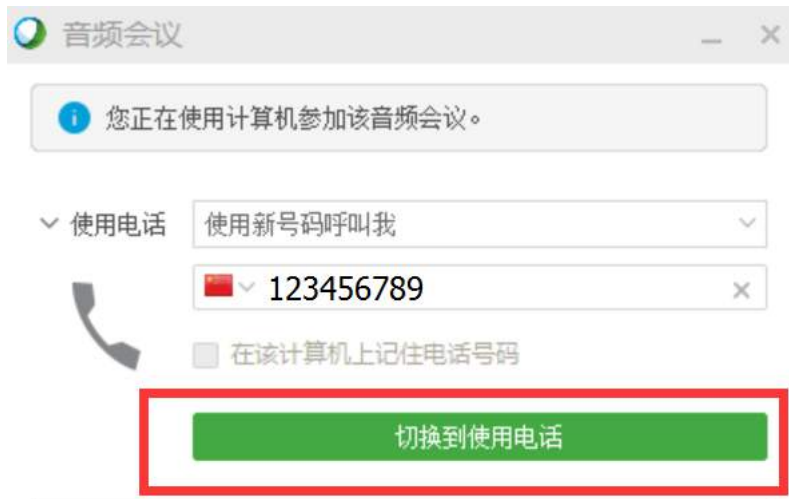 音频会议
您正在使用计算机参加该音频会议。
使用电话
使用新号码呼叫我
123456789
在该计算机上记住电话号码
切换到使用电话